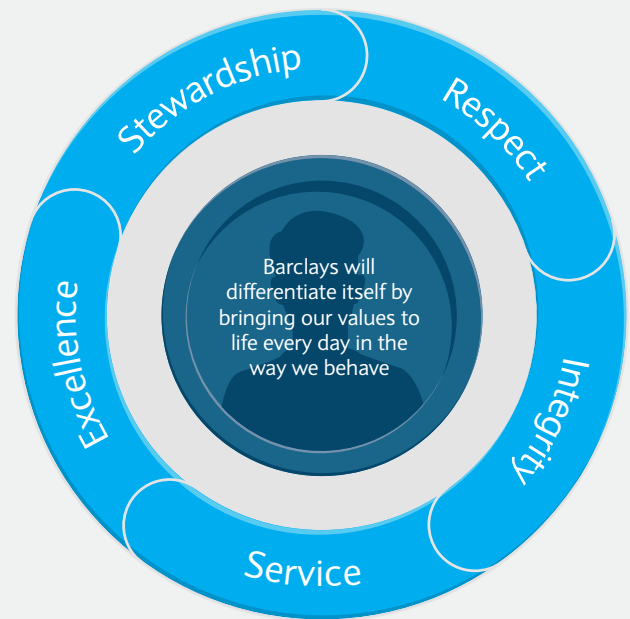 Stewardship
Respect
Integrity
Service
Excellence
Barclays will
differentiate itself by
bringing our values to
life every day in the
way we behave